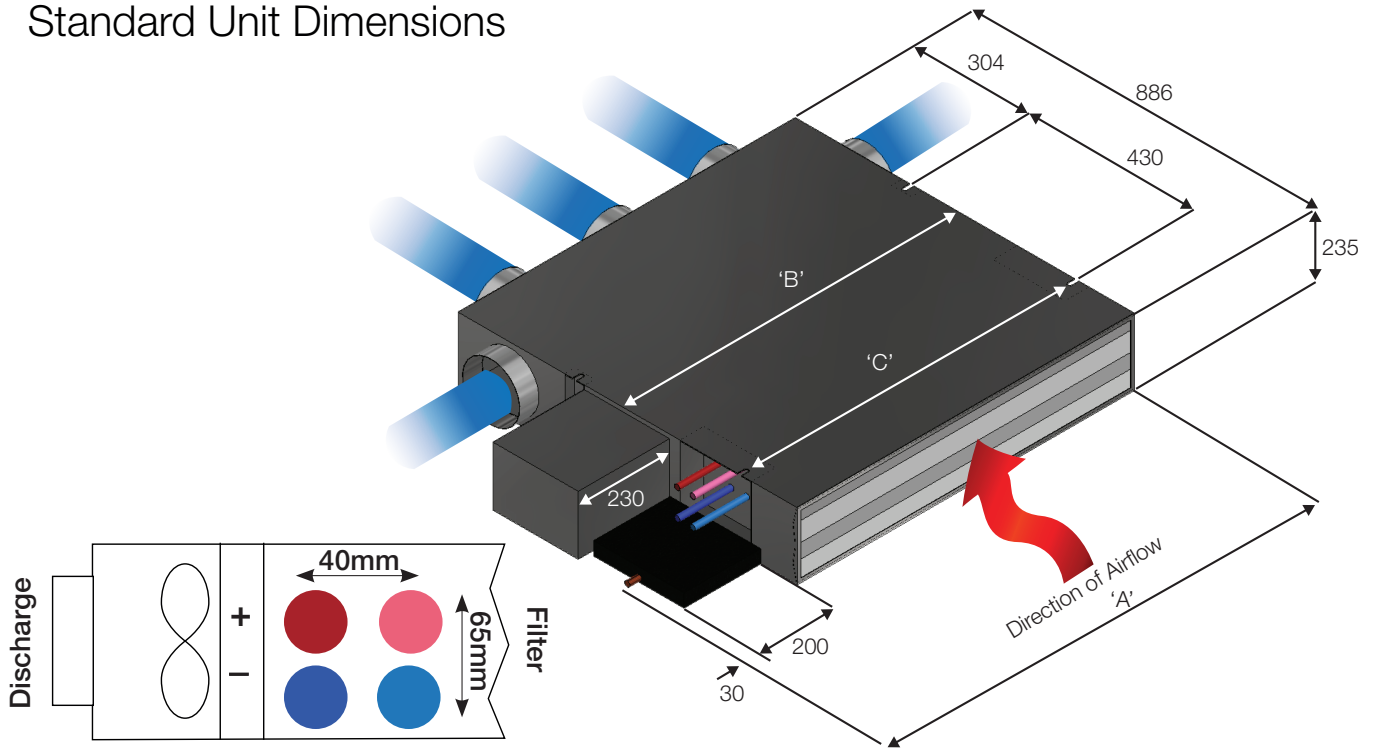 Standard Unit Dimensions
304
886
430
235
‘B’
‘C’
230
Direction of Airflow
‘A’
200
30
Discharge
+
–
40mm
65mm
Filter